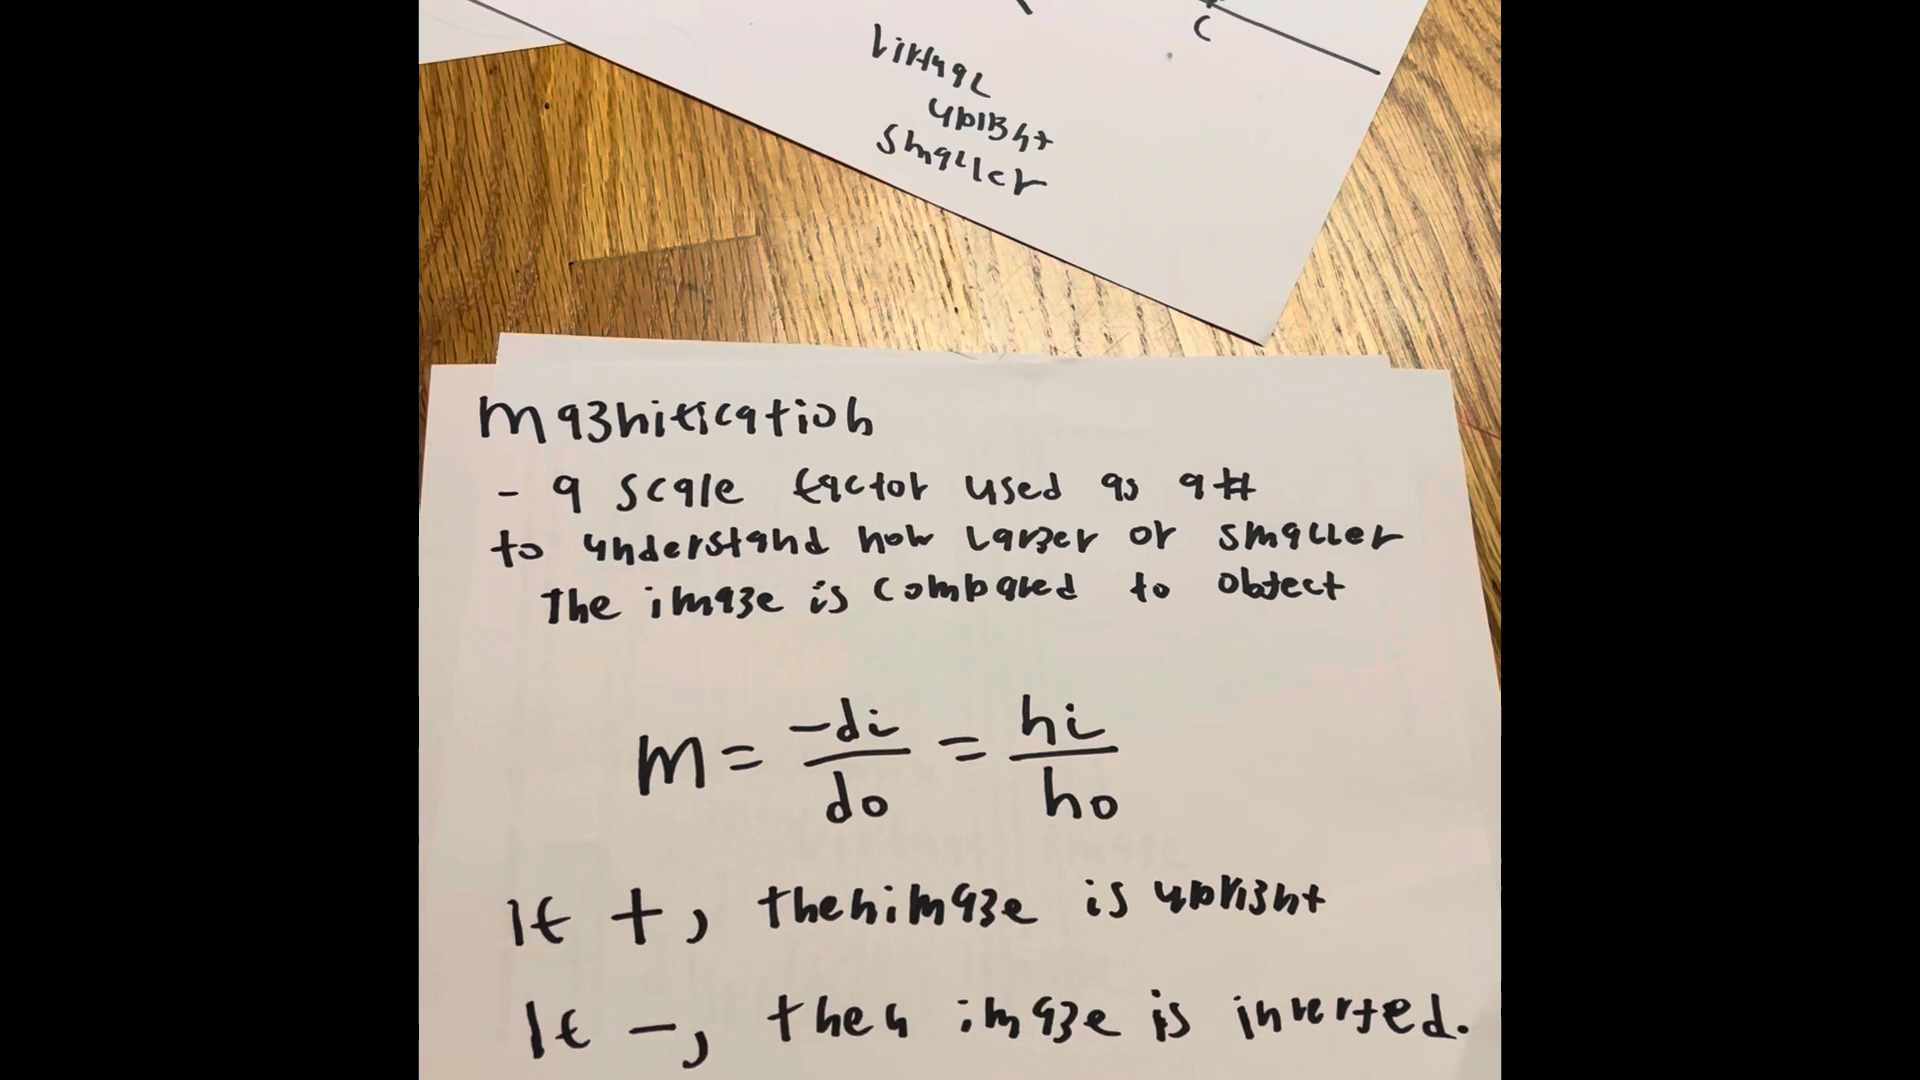 C
Virtual
upright
smaller
Magnification
- a scale factor used as a #
to understand how larger or smaller
the image is compared to object
M = -di/do = hi/ho
If +, then image is upright
If -, then image is inverted.